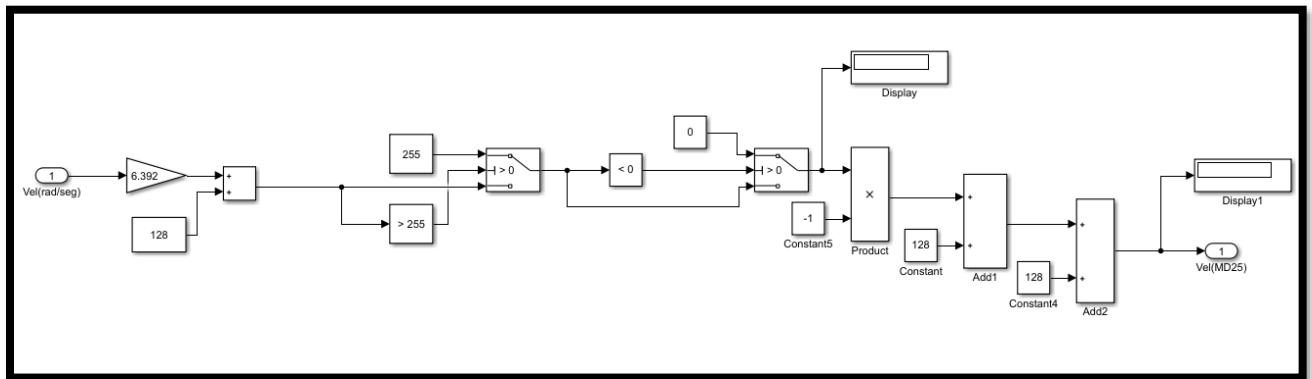 Display
0
255
1
6.392
+
> 0
< 0
> 0
Vel(rad/seg)
+
×
128
> 255
-1
Constant5
Product
+
128
+
Constant
Add1
+
128
+
Constant4
Add2
Display1
1
Vel(MD25)